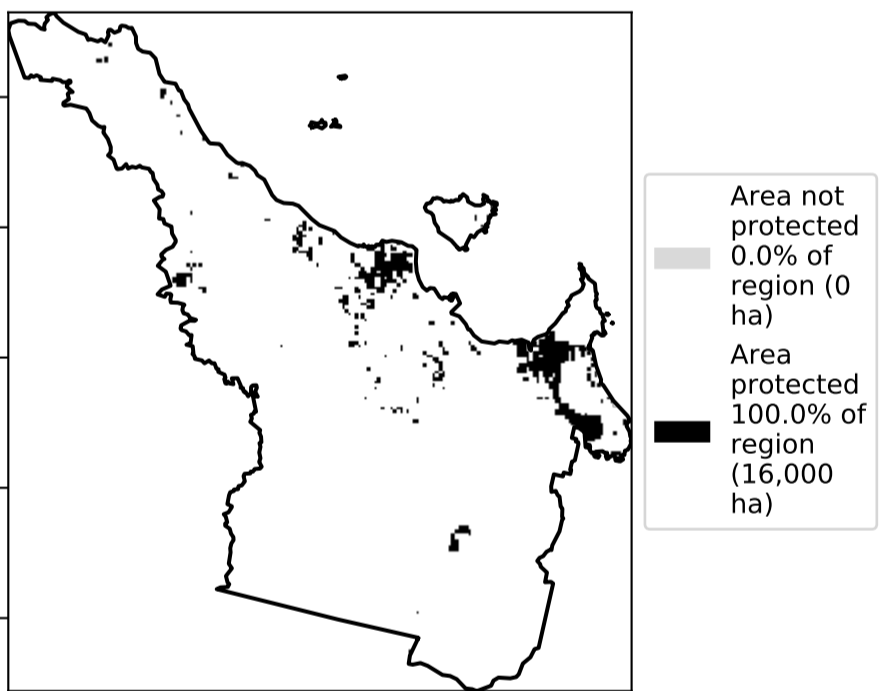 Area not
protected
0.0% of
region (0
ha)
Area
protected
100.0% of
region
(16,000
ha)